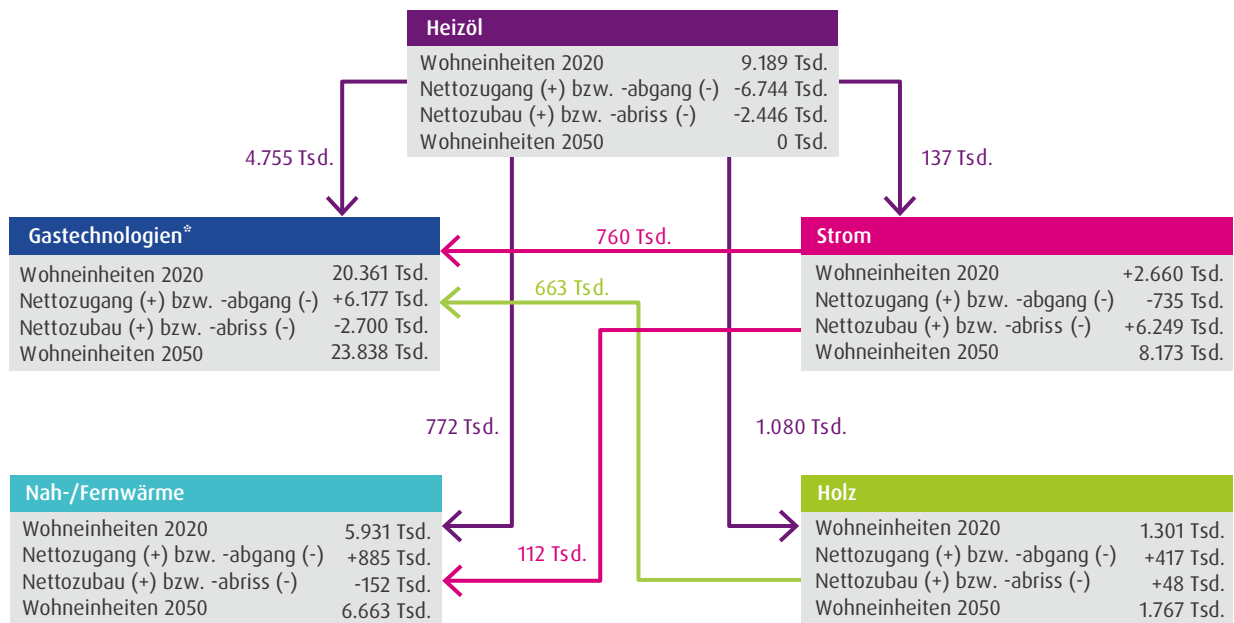 Heizöl
Wohneinheiten 2020 9.189 Tsd.
Nettozugang (+) bzw. -abgang (-) -6.744 Tsd.
Nettozubau (+) bzw. -abriss (-) -2.446 Tsd.
Wohneinheiten 2050 0 Tsd.
4.755 Tsd.
137 Tsd.
Gastechnologien*
Wohneinheiten 2020 20.361 Tsd.
Nettozugang (+) bzw. -abgang (-) +6.177 Tsd.
Nettozubau (+) bzw. -abriss (-) -2.700 Tsd.
Wohneinheiten 2050 23.838 Tsd.
760 Tsd.
663 Tsd.
Strom
Wohneinheiten 2020 +2.660 Tsd.
Nettozugang (+) bzw. -abgang (-) -735 Tsd.
Nettozubau (+) bzw. -abriss (-) +6.249 Tsd.
Wohneinheiten 2050 8.173 Tsd.
772 Tsd.
1.080 Tsd.
Nah-/Fernwärme
Wohneinheiten 2020 5.931 Tsd.
Nettozugang (+) bzw. -abgang (-) +885 Tsd.
Nettozubau (+) bzw. -abriss (-) -152 Tsd.
Wohneinheiten 2050 6.663 Tsd.
112 Tsd.
Holz
Wohneinheiten 2020 1.301 Tsd.
Nettozugang (+) bzw. -abgang (-) +417 Tsd.
Nettozubau (+) bzw. -abriss (-) +48 Tsd.
Wohneinheiten 2050 1.767 Tsd.